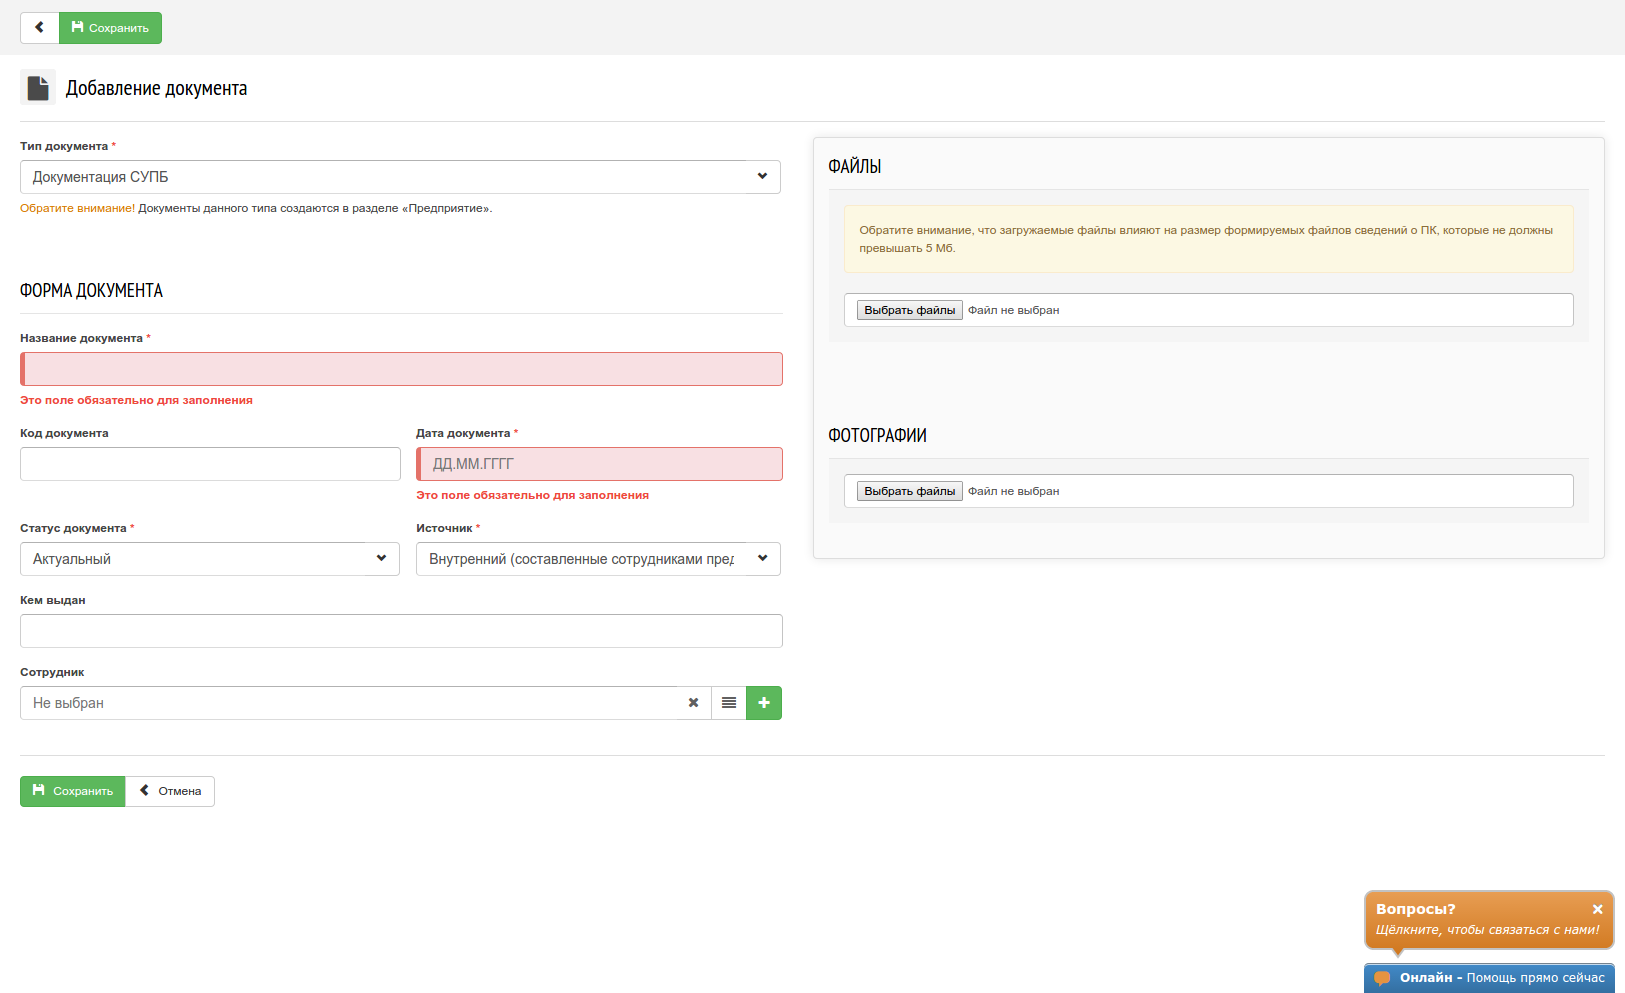 Сохранить
Добавление документа
Тип документа *
Документация СУПБ
Обратите внимание! Документы данного типа создаются в разделе «Предприятие».
ФОРМА ДОКУМЕНТА
Название документа *
Это поле обязательно для заполнения
Код документа
Дата документа *
ДД.ММ.ГГГГ
Это поле обязательно для заполнения
Статус документа *
Источник *
Актуальный
Внутренний (составленные сотрудниками пред
Кем выдан
Сотрудник
Не выбран
Сохранить
Отмена
ФАЙЛЫ
Обратите внимание, что загружаемые файлы влияют на размер формируемых файлов сведений о ПК, которые не должны
превышать 5 Мб.
Выбрать файлы Файл не выбран
ФОТОГРАФИИ
Выбрать файлы Файл не выбран
Вопросы?
Щёлкните, чтобы связаться с нами!
Онлайн - Помощь прямо сейчас